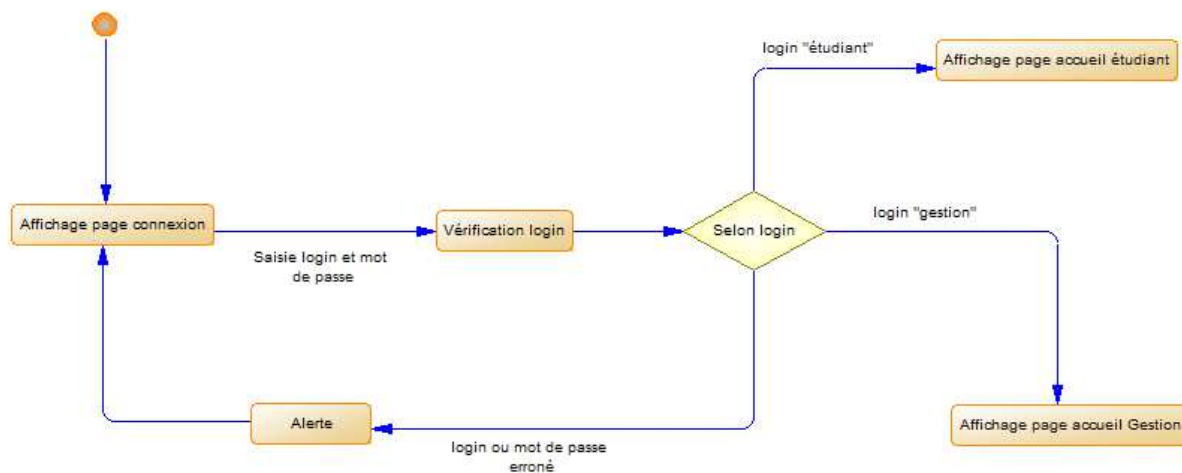 login "étudiant"
Affichage page accueil étudiant
Affichage page connexion
Saisie login et mot
de passe
Vérification login
Selon login
login "gestion"
Alerte
login ou mot de passe
erroné
Affichage page accueil Gestion